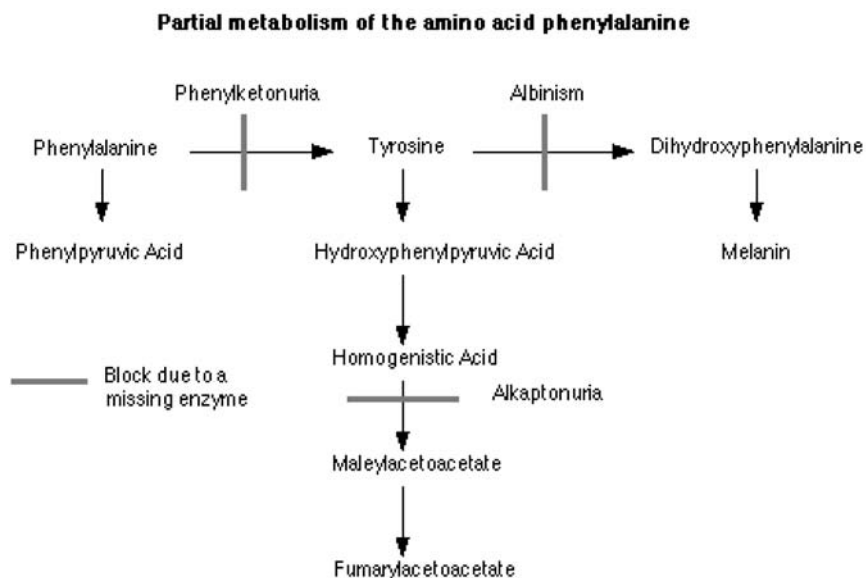 Partial metabolism of the amino acid phenylalanine
Phenylketonuria
Albinism
Phenylalanine
Tyrosine
Dihydroxyphenylalanine
Phenylpyruvic Acid
Hydroxyphenylpyruvic Acid
Melanin
Homogenistic Acid
Block due to a
missing enzyme
Alkaptonuria
Maleylacetoacetate
Fumarylacetoacetate